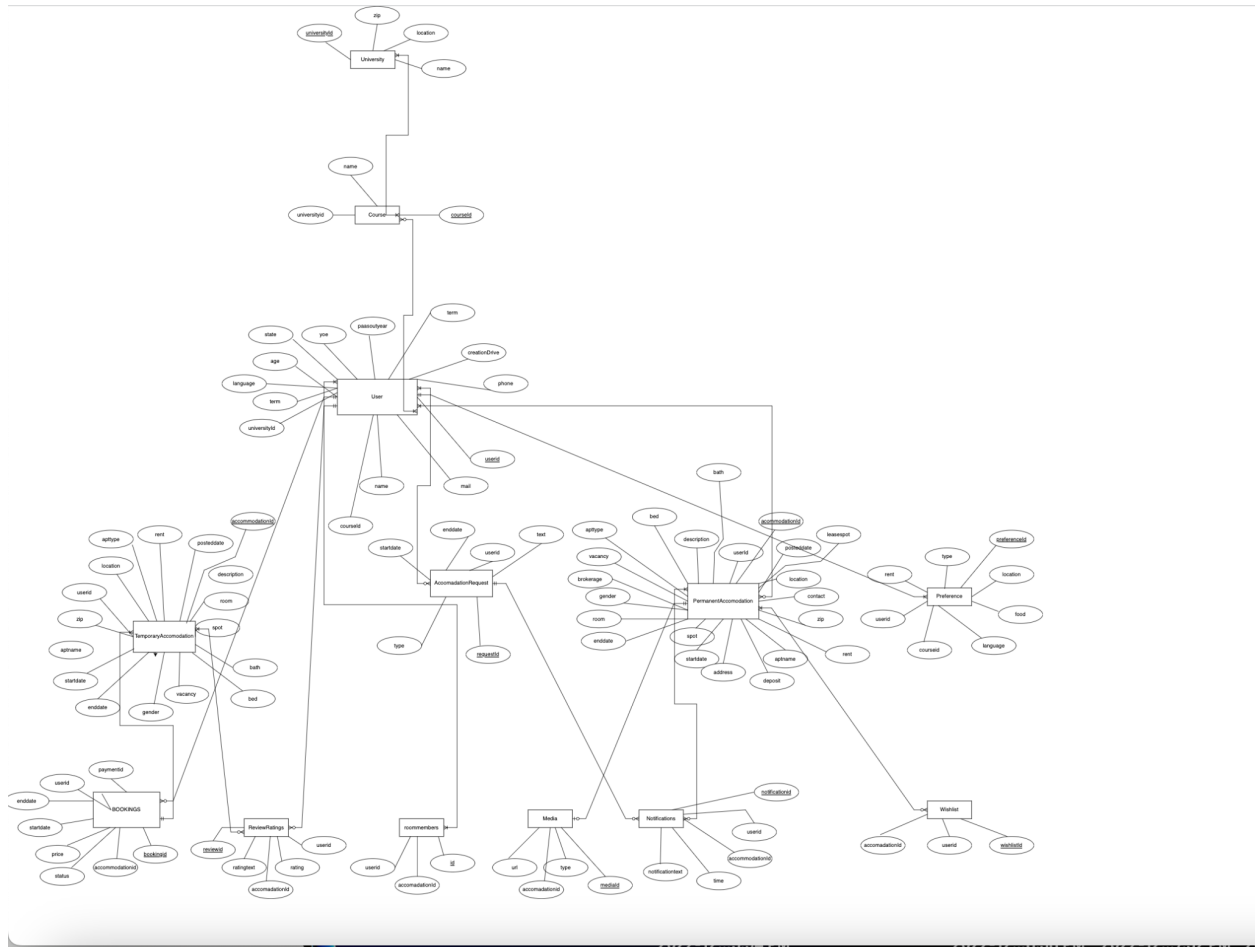 zip
universityId
location
University
name
name
universityid
Course
courseId
term
paasoutyear
state
yoe
creationDrive
age
phone
language
User
term
universityId
userid
name
mail
courseId
bath
bed
accommodationId
acommodationId
enddate
apttype
rent
text
apttype
leasespot
posteddate
description
preferenceId
startdate
userid
userId
posteddate
vacancy
type
location
description
brokerage
location
rent
location
AccomadationRequest
userid
gender
PermanentAccomodation
contact
Preference
room
food
zip
room
zip
userid
spot
TemporaryAccomodation
spot
enddate
type
language
courseid
aptname
requestId
startdate
aptname
rent
bath
address
startdate
deposit
vacancy
bed
enddate
gender
paymentId
userid
notificationId
enddate
BOOKINGS
Wishlist
Media
Notifications
startdate
ReviewRatings
roommembers
userid
userid
accomadationId
userid
wishlistId
reviewid
price
bookingid
accommodationId
id
accommodationid
userid
ratingtext
rating
url
type
notificationtext
status
time
accomadationId
mediaId
accomadationId
accomadationid